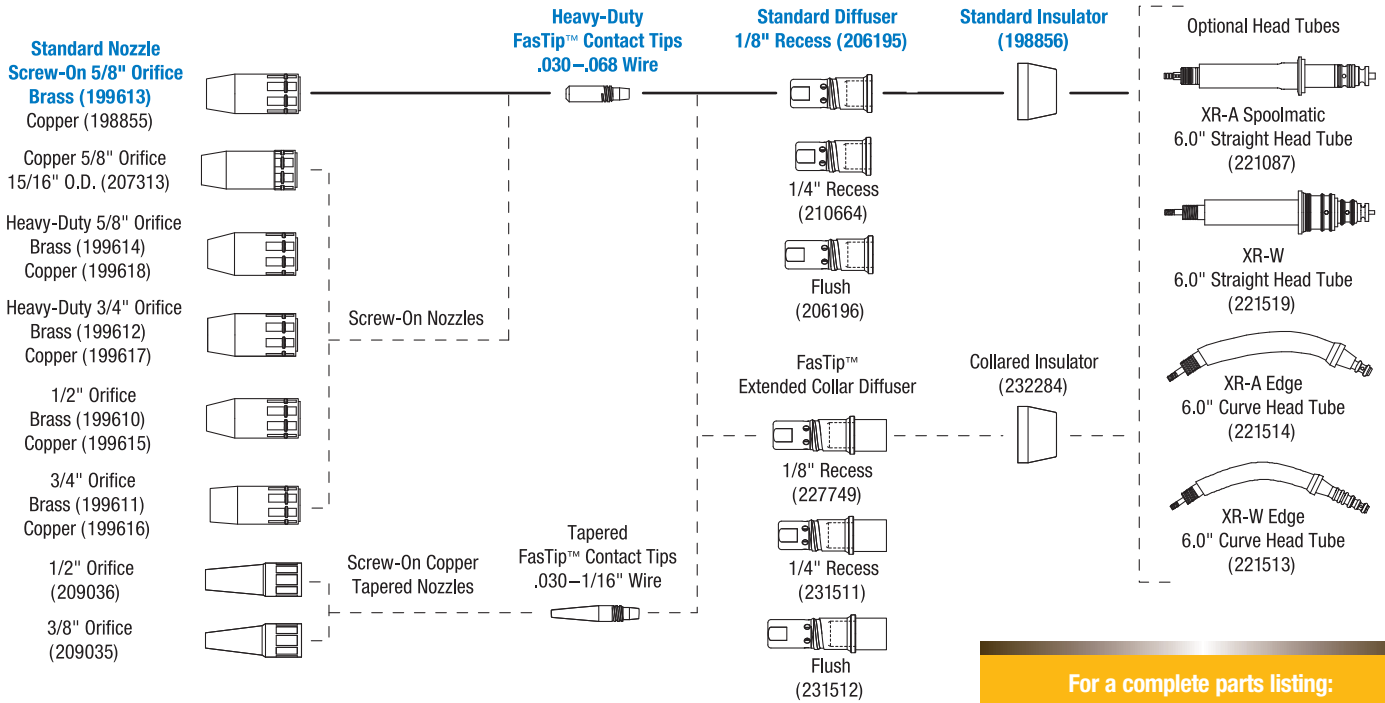 Standard Nozzle
Screw-On 5/8" Orifice
Brass (199613)
Copper (198855)
Copper 5/8" Orifice
15/16" O.D. (207313)
Heavy-Duty 5/8" Orifice
Brass (199614)
Copper (199618)
Heavy-Duty 3/4" Orifice
Brass (199612)
Copper (199617)
1/2" Orifice
Brass (199610)
Copper (199615)
3/4" Orifice
Brass (199611)
Copper (199616)
1/2" Orifice
(209036)
3/8" Orifice
(209035)
Screw-On Nozzles
Screw-On Copper
Tapered Nozzles
Heavy-Duty
FasTip™ Contact Tips
.030–.068 Wire
Tapered
FasTip™ Contact Tips
.030–1/16" Wire
Standard Diffuser
1/8" Recess (206195)
1/4" Recess
(210664)
Flush
(206196)
FasTip™
Extended Collar Diffuser
1/8" Recess
(227749)
1/4" Recess
(231511)
Flush
(231512)
Standard Insulator
(198856)
Collared Insulator
(232284)
Optional Head Tubes
XR-A Spoolmatic
6.0" Straight Head Tube
(221087)
XR-W
6.0" Straight Head Tube
(221519)
XR-A Edge
6.0" Curve Head Tube
(221514)
XR-W Edge
6.0" Curve Head Tube
(221513)
For a complete parts listing: